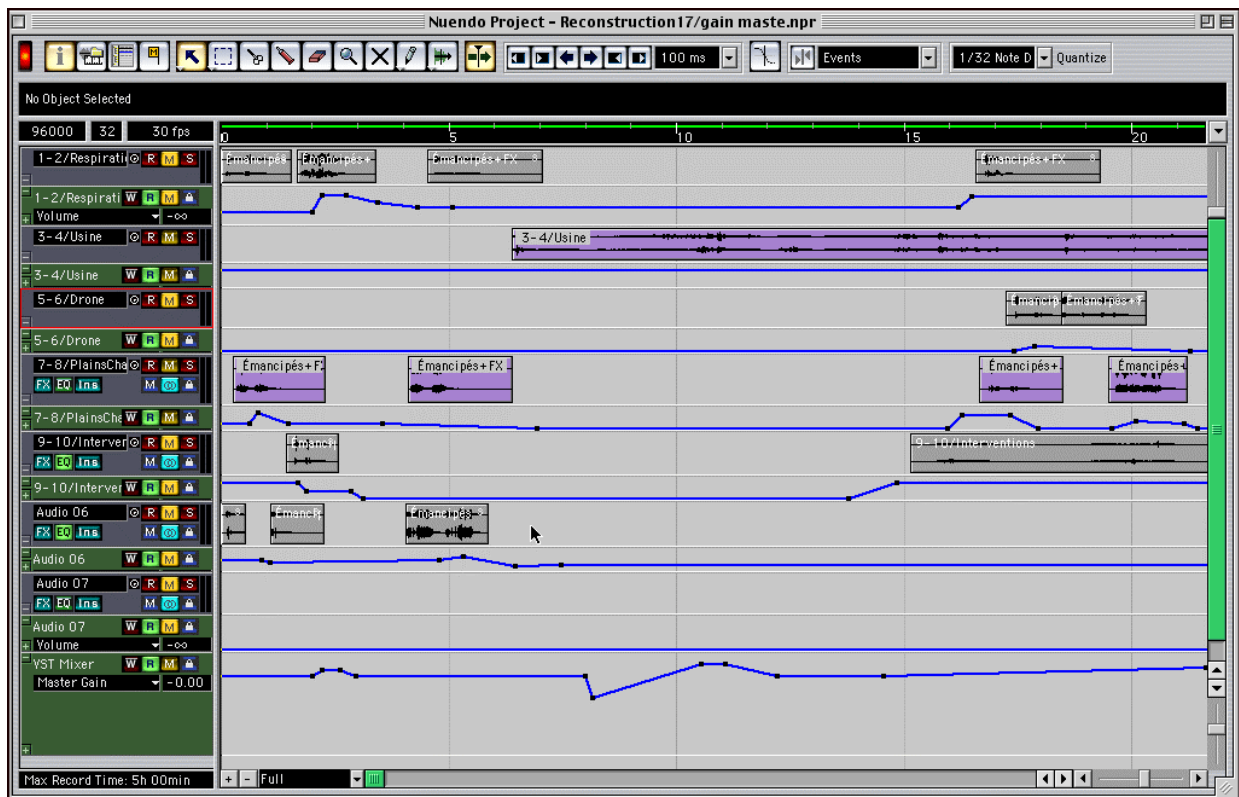 Nuendo Project - Reconstruction17/gain maste.npr
i M 100 ms Events 1/32 Note D Quantize
No Object Selected
96000 32 30 fps
0 5 10 15 20
1-2/Respirati R M S
Émancipés Émancipés+ Émancipés+FX Émancipés+FX
1-2/Respirati W R M
Volume -∞
3-4/Usine R M S
3-4/Usine
3-4/Usine W R M
5-6/Drone R M S
Émancip Émancipés+F
5-6/Drone W R M
7-8/PlainsCha R M S
Émancipés+F Émancipés+FX Émancipés+ Émancipés+
FX EQ Ins M
7-8/PlainsCha W R M
9-10/Interver R M S
Émancip 9-10/Interventions
FX EQ Ins M
9-10/Interver W R M
Audio 06 R M S
Émancip Émancipés
FX EQ Ins M
Audio 06 W R M
Audio 07 R M S
FX EQ Ins M
Audio 07 W R M
Volume -∞
VST Mixer W R M
Master Gain -0.00
Max Record Time: 5h 00min
+ - Full